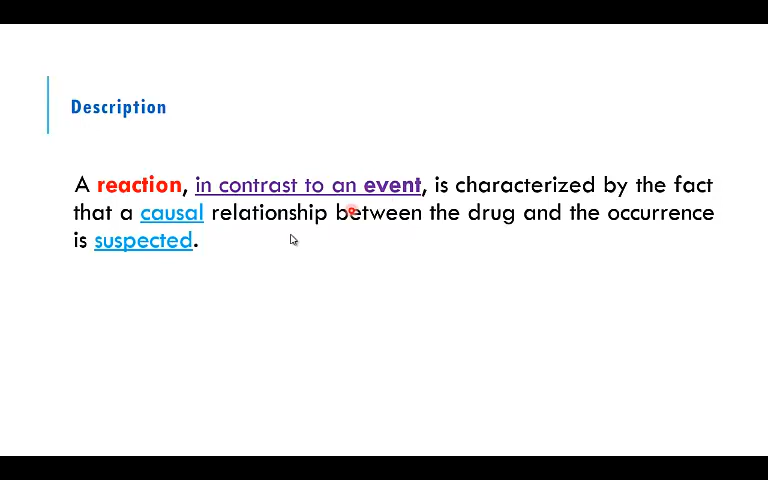 Description
A reaction, in contrast to an event, is characterized by the fact
that a causal relationship between the drug and the occurrence
is suspected.